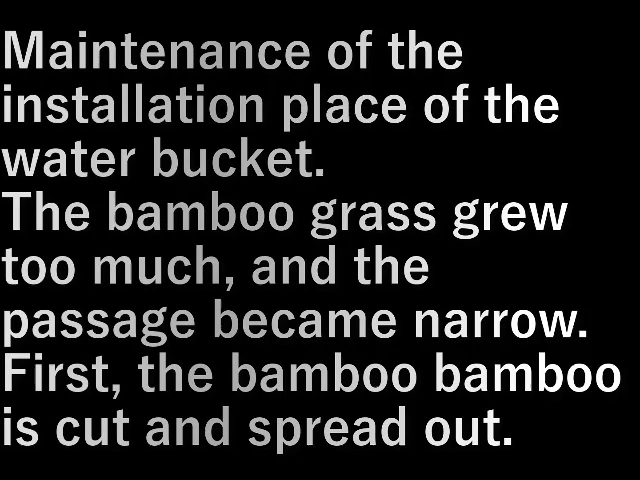 Maintenance of the
installation place of the
water bucket.
The bamboo grass grew
too much, and the
passage became narrow.
First, the bamboo bamboo
is cut and spread out.